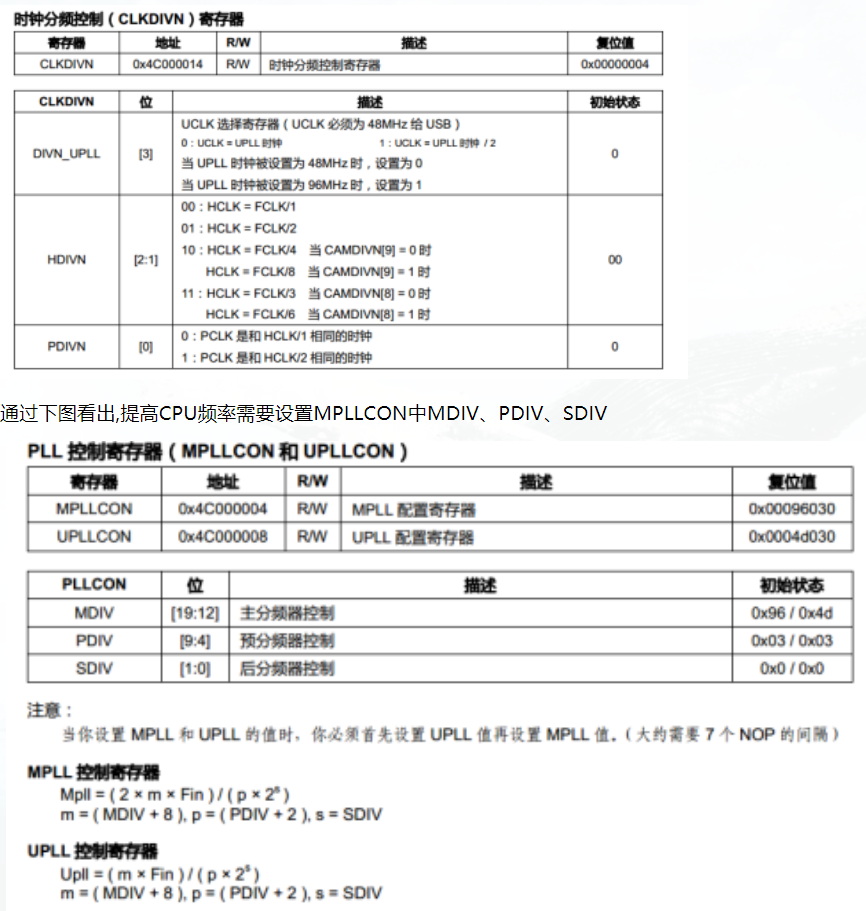 时钟分频控制（CLKDIVN）寄存器
寄存器 地址 R/W 描述 复位值
CLKDIVN 0x4C000014 R/W 时钟分频控制寄存器 0x00000004
CLKDIVN 位 描述 初始状态
DIVN_UPLL [3] UCLK 选择寄存器（UCLK 必须为 48MHz 给 USB） 0
0：UCLK = UPLL 时钟 1：UCLK = UPLL 时钟 / 2
当 UPLL 时钟被设置为 48MHz 时，设置为 0
当 UPLL 时钟被设置为 96MHz 时，设置为 1
HDIVN [2:1] 00：HCLK = FCLK/1 00
01：HCLK = FCLK/2
10：HCLK = FCLK/4 当 CAMDIVN[9] = 0 时
HCLK = FCLK/8 当 CAMDIVN[9] = 1 时
11：HCLK = FCLK/3 当 CAMDIVN[8] = 0 时
HCLK = FCLK/6 当 CAMDIVN[8] = 1 时
PDIVN [0] 0：PCLK 是和 HCLK/1 相同的时钟 0
1：PCLK 是和 HCLK/2 相同的时钟
通过下图看出,提高CPU频率需要设置MPLLCON中MDIV、PDIV、SDIV
PLL 控制寄存器（MPLLCON 和 UPLLCON）
寄存器 地址 R/W 描述 复位值
MPLLCON 0x4C000004 R/W MPLL 配置寄存器 0x00096030
UPLLCON 0x4C000008 R/W UPLL 配置寄存器 0x0004d030
PLLCON 位 描述 初始状态
MDIV [19:12] 主分频器控制 0x96 / 0x4d
PDIV [9:4] 预分频器控制 0x03 / 0x03
SDIV [1:0] 后分频器控制 0x0 / 0x0
注意：
当你设置 MPLL 和 UPLL 的值时，你必须首先设置 UPLL 值再设置 MPLL 值。（大约需要 7 个 NOP 的间隔）
MPLL 控制寄存器
Mpll = ( 2 × m × Fin ) / ( p × 2ˢ )
m = ( MDIV + 8 ), p = ( PDIV + 2 ), s = SDIV
UPLL 控制寄存器
Upll = ( m × Fin ) / ( p × 2ˢ )
m = ( MDIV + 8 ), p = ( PDIV + 2 ), s = SDIV